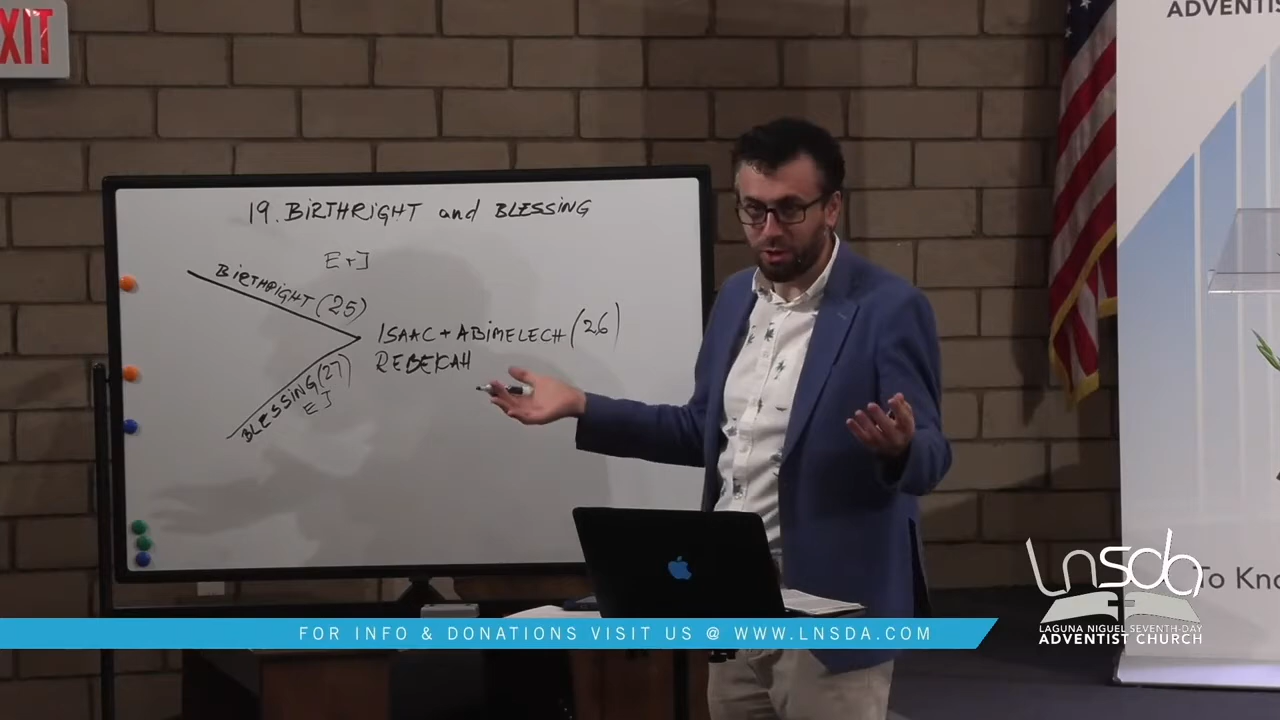 EXIT
ADVENTIS
19. BIRTHRIGHT and BLESSING
E + J
BIRTHRIGHT (25)
ISAAC + ABIMELECH (26)
REBEKAH
BLESSING (27)
E J
lnsda
To Kno
LAGUNA NIGUEL SEVENTH-DAY
ADVENTIST CHURCH
FOR INFO & DONATIONS VISIT US @ WWW.LNSDA.COM